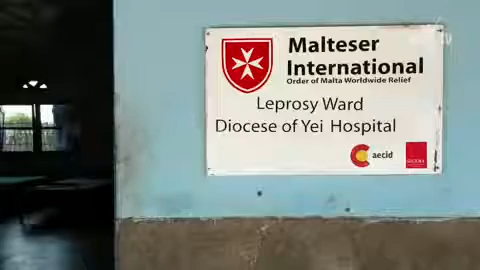 Malteser
International
Order of Malta Worldwide Relief
Leprosy Ward
Diocese of Yei Hospital
aecid